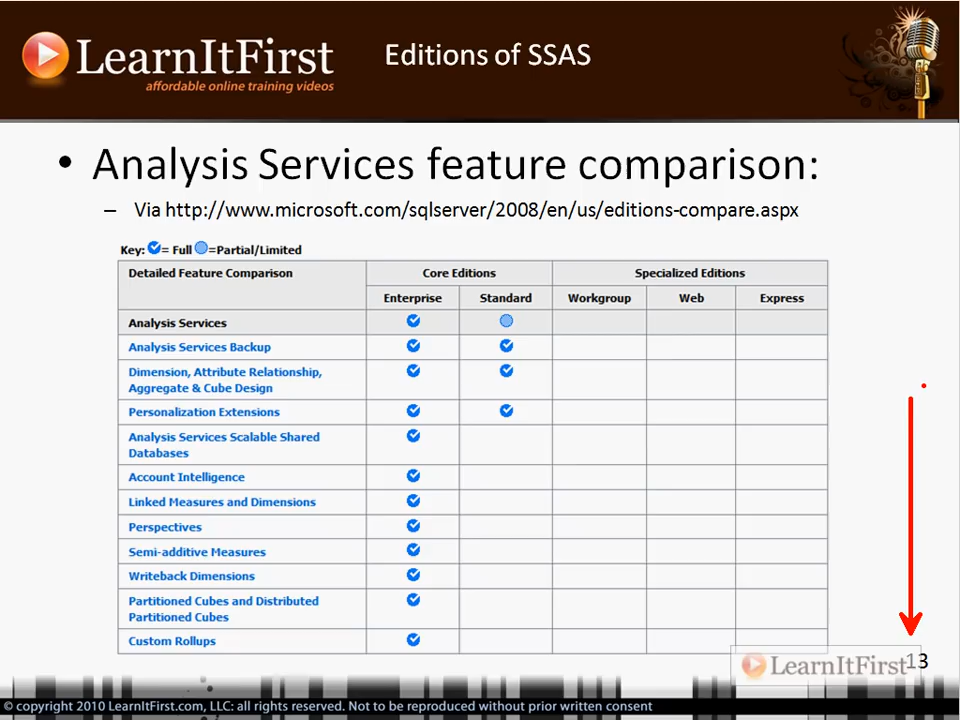 LearnItFirst
affordable online training videos
Editions of SSAS
• Analysis Services feature comparison:
– Via http://www.microsoft.com/sqlserver/2008/en/us/editions-compare.aspx
Key: = Full =Partial/Limited
Detailed Feature Comparison Core Editions Specialized Editions
Enterprise Standard Workgroup Web Express
Analysis Services
Analysis Services Backup
Dimension, Attribute Relationship,
Aggregate & Cube Design
Personalization Extensions
Analysis Services Scalable Shared
Databases
Account Intelligence
Linked Measures and Dimensions
Perspectives
Semi-additive Measures
Writeback Dimensions
Partitioned Cubes and Distributed
Partitioned Cubes
Custom Rollups
LearnItFirst
13
© copyright 2010 LearnItFirst.com, LLC: all rights reserved. Not to be reproduced without prior written consent